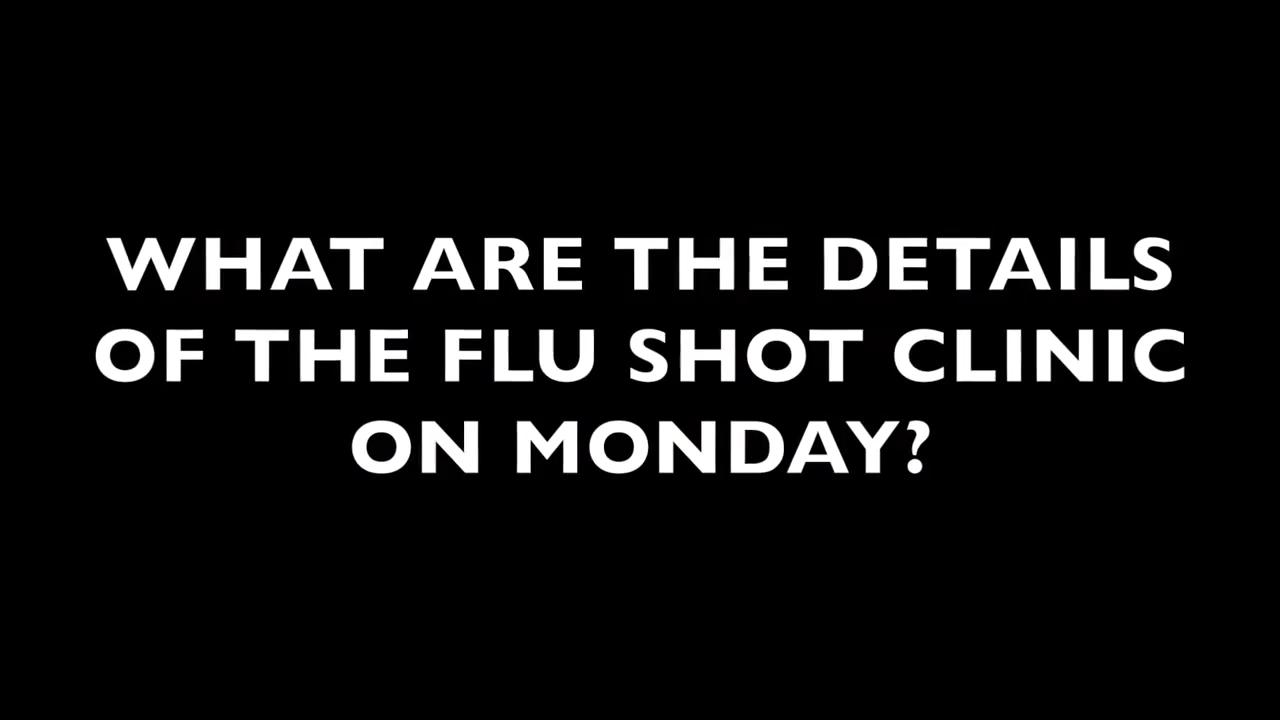 WHAT ARE THE DETAILS
OF THE FLU SHOT CLINIC
ON MONDAY?